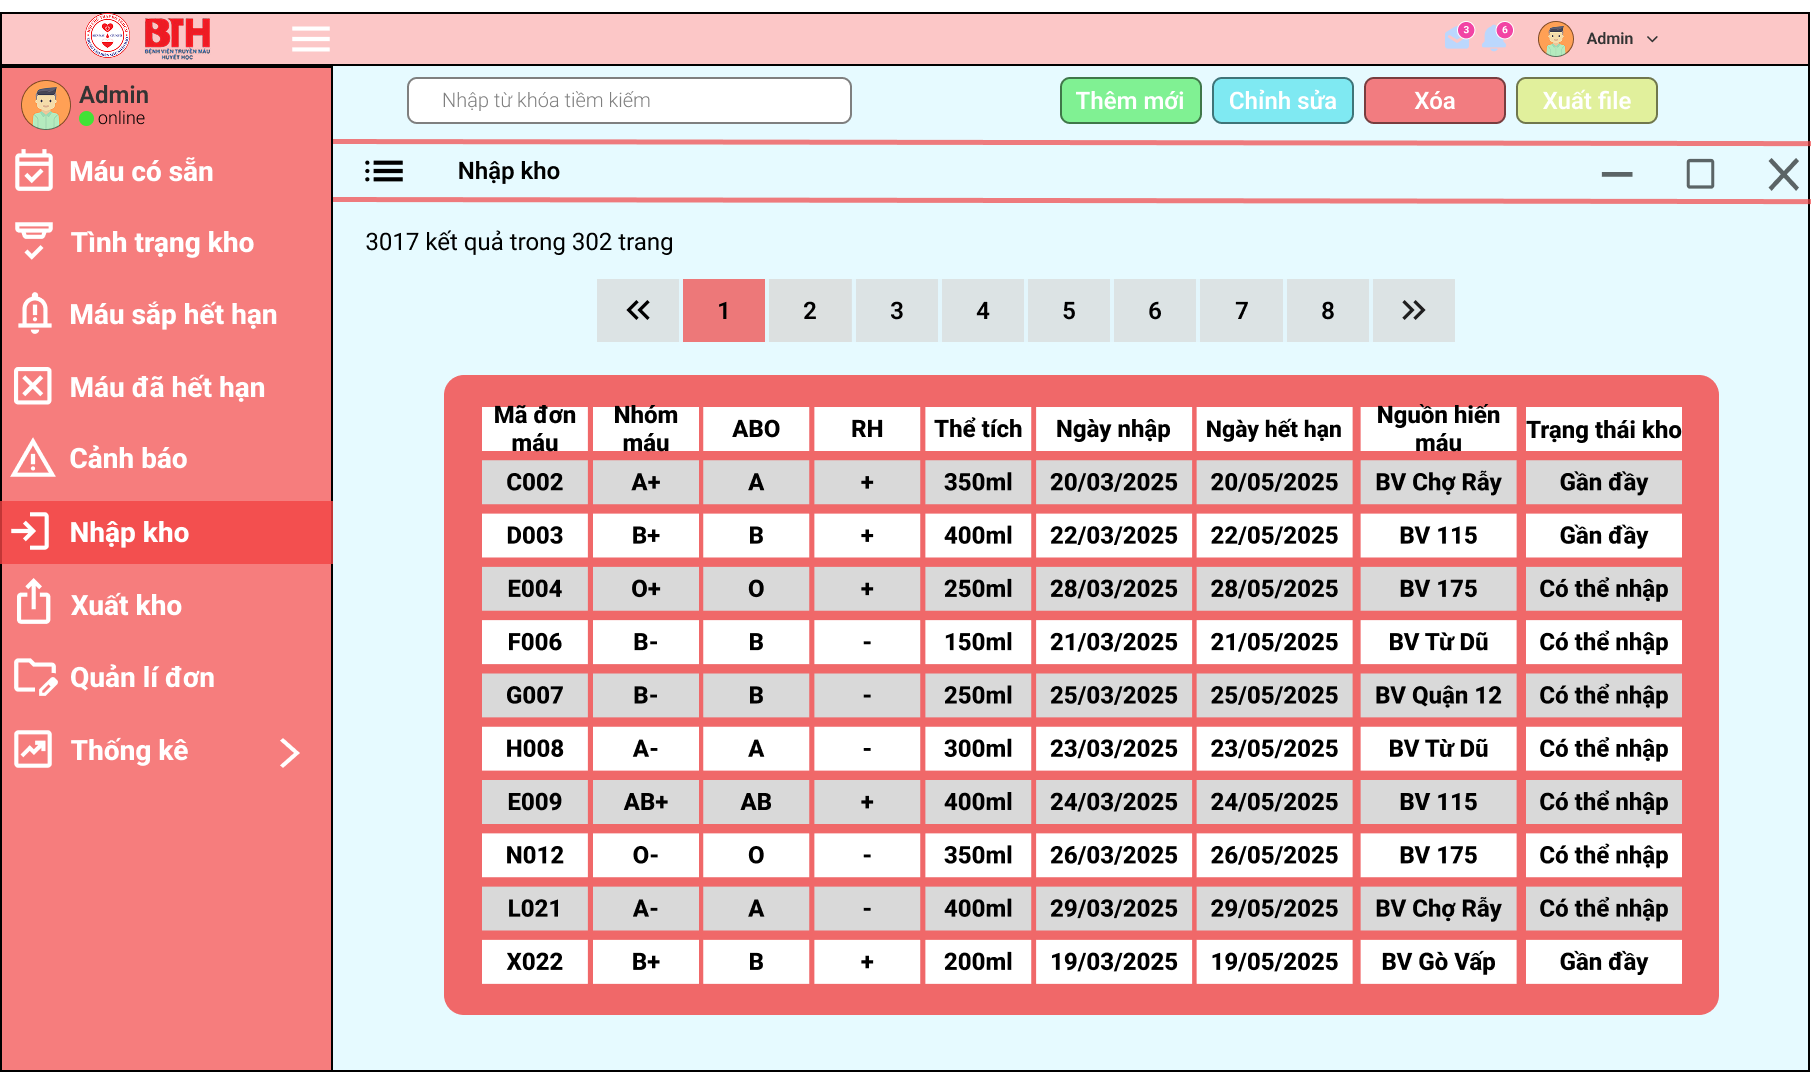 BTH
BỆNH VIỆN TRUYỀN MÁU
HUYẾT HỌC
3
6
Admin
Admin
online
Máu có sẵn
Tình trạng kho
Máu sắp hết hạn
Máu đã hết hạn
Cảnh báo
Nhập kho
Xuất kho
Quản lí đơn
Thống kê
Nhập từ khóa tiềm kiếm
Thêm mới
Chỉnh sửa
Xóa
Xuất file
Nhập kho
3017 kết quả trong 302 trang
« 1 2 3 4 5 6 7 8 »
Mã đơn máu Nhóm máu ABO RH Thể tích Ngày nhập Ngày hết hạn Nguồn hiến máu Trạng thái kho
C002 A+ A + 350ml 20/03/2025 20/05/2025 BV Chợ Rẫy Gần đầy
D003 B+ B + 400ml 22/03/2025 22/05/2025 BV 115 Gần đầy
E004 O+ O + 250ml 28/03/2025 28/05/2025 BV 175 Có thể nhập
F006 B- B - 150ml 21/03/2025 21/05/2025 BV Từ Dũ Có thể nhập
G007 B- B - 250ml 25/03/2025 25/05/2025 BV Quận 12 Có thể nhập
H008 A- A - 300ml 23/03/2025 23/05/2025 BV Từ Dũ Có thể nhập
E009 AB+ AB + 400ml 24/03/2025 24/05/2025 BV 115 Có thể nhập
N012 O- O - 350ml 26/03/2025 26/05/2025 BV 175 Có thể nhập
L021 A- A - 400ml 29/03/2025 29/05/2025 BV Chợ Rẫy Có thể nhập
X022 B+ B + 200ml 19/03/2025 19/05/2025 BV Gò Vấp Gần đầy